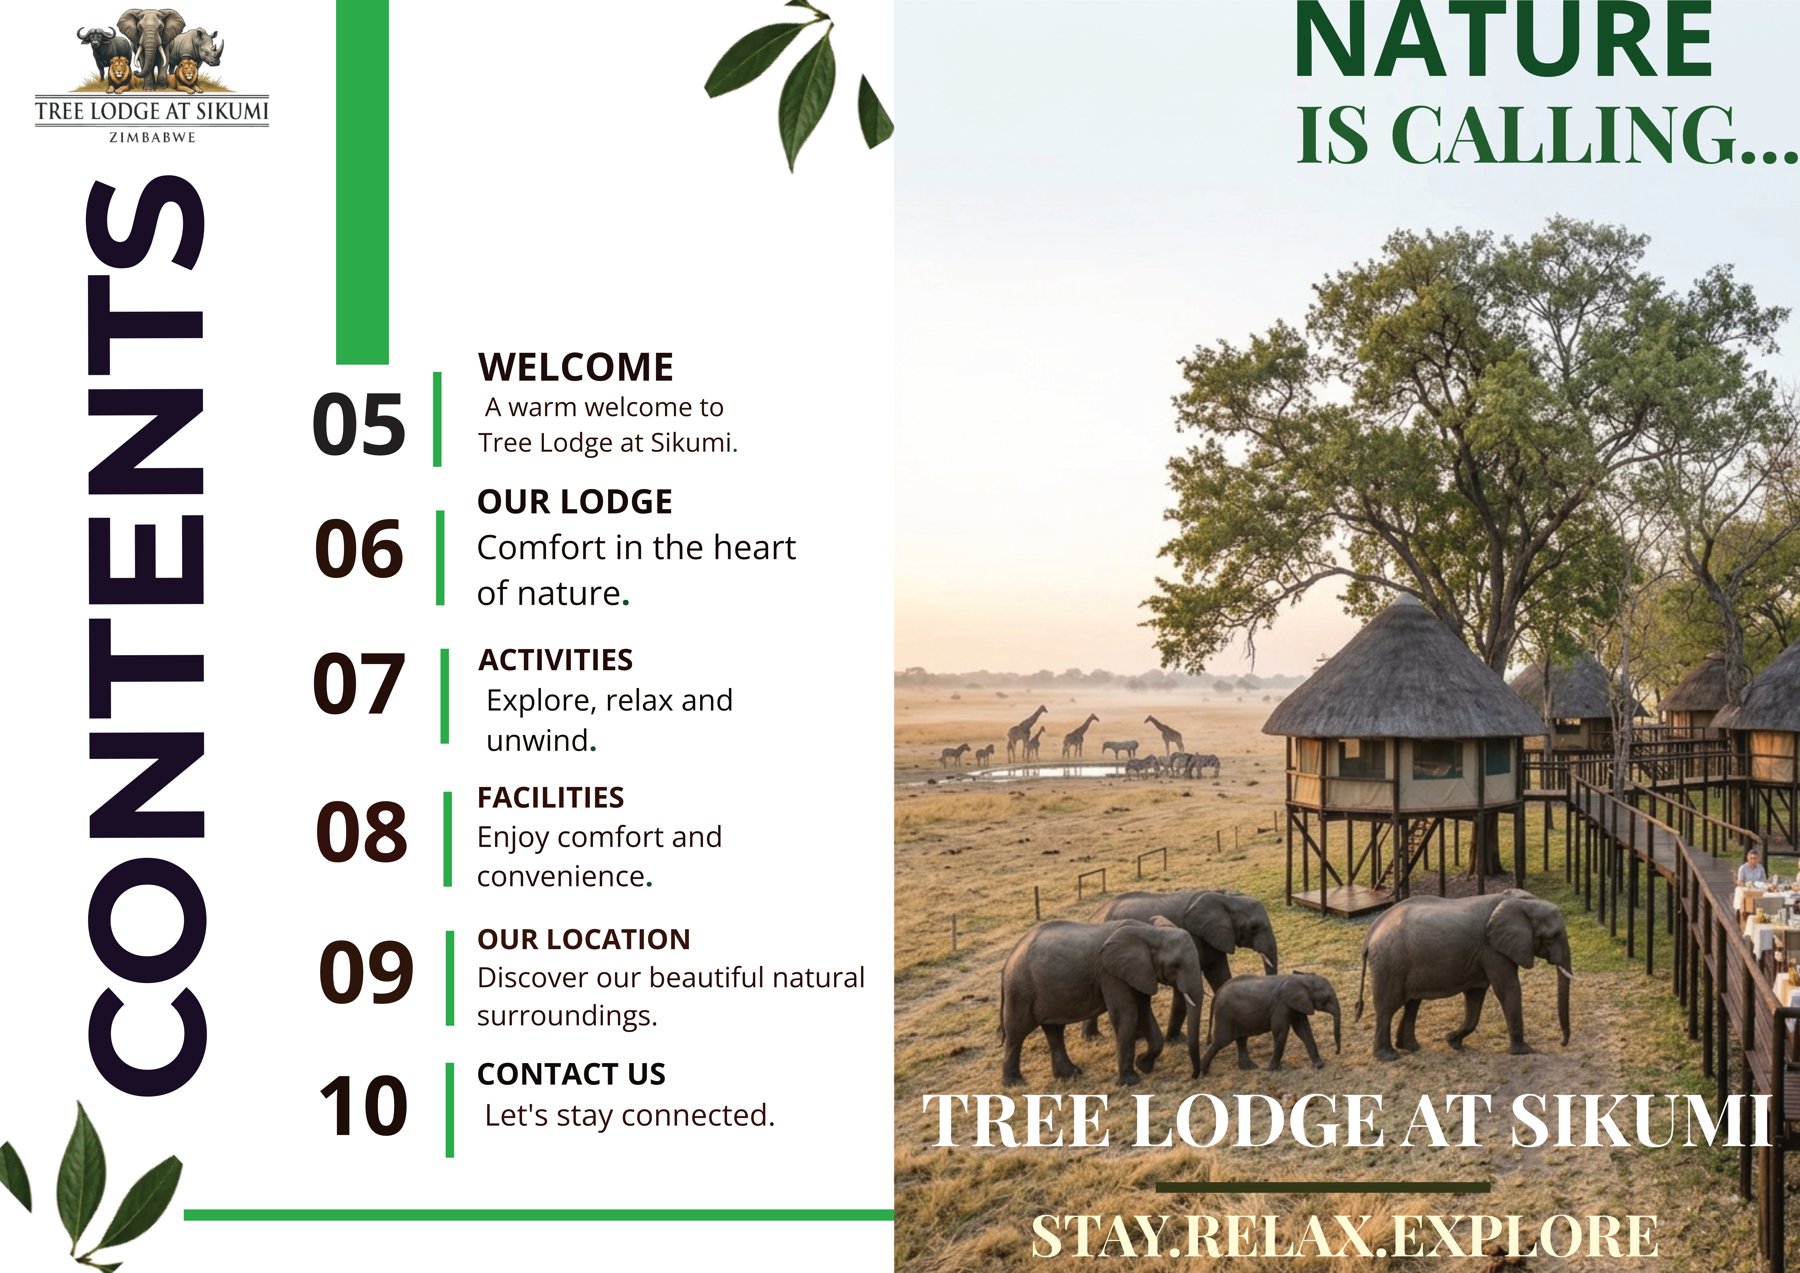 TREE LODGE AT SIKUMI
ZIMBABWE
CONTENTS
05
WELCOME
A warm welcome to
Tree Lodge at Sikumi.
06
OUR LODGE
Comfort in the heart
of nature.
07
ACTIVITIES
Explore, relax and
unwind.
08
FACILITIES
Enjoy comfort and
convenience.
09
OUR LOCATION
Discover our beautiful natural
surroundings.
10
CONTACT US
Let's stay connected.
NATURE
IS CALLING...
TREE LODGE AT SIKUMI
STAY.RELAX.EXPLORE